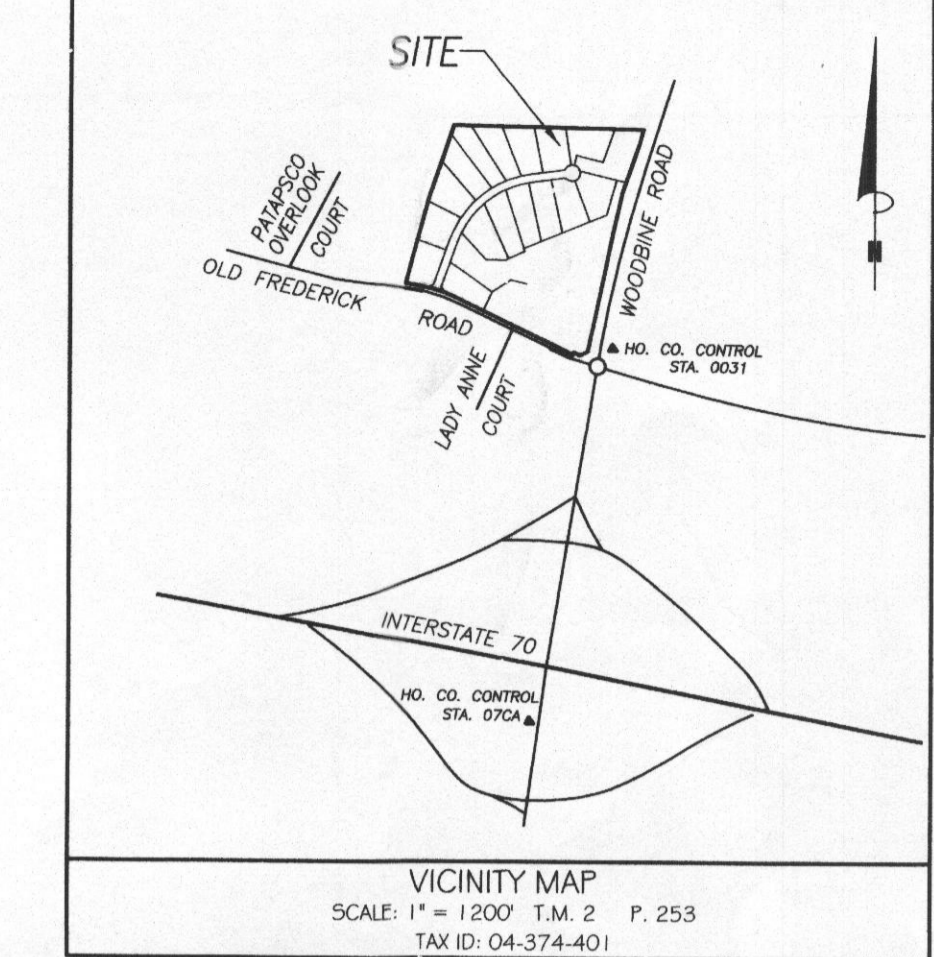 SITE
PATAPSCO
OVERLOOK
COURT
WOODBINE ROAD
N
OLD FREDERICK
ROAD
LADY ANNE
COURT
HO. CO. CONTROL
STA. 0031
INTERSTATE 70
HO. CO. CONTROL
STA. 07CA
VICINITY MAP
SCALE: 1" = 1200' T.M. 2 P. 253
TAX ID: 04-374-401